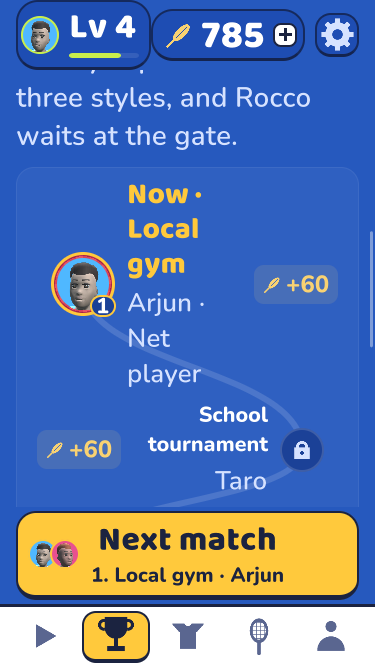 Lv 4
785
three styles, and Rocco
waits at the gate.
Now ·
Local
gym
Arjun ·
Net
player
1
+60
School
tournament
Taro
+60
Next match
1. Local gym · Arjun